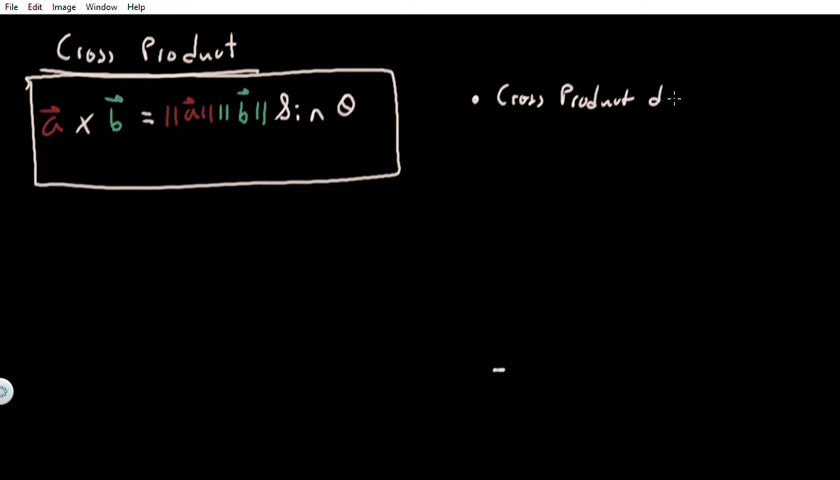 File Edit Image Window Help
Cross Product
a⃗ × b⃗ = ||a⃗|| ||b⃗|| Sin θ
• Cross Product d